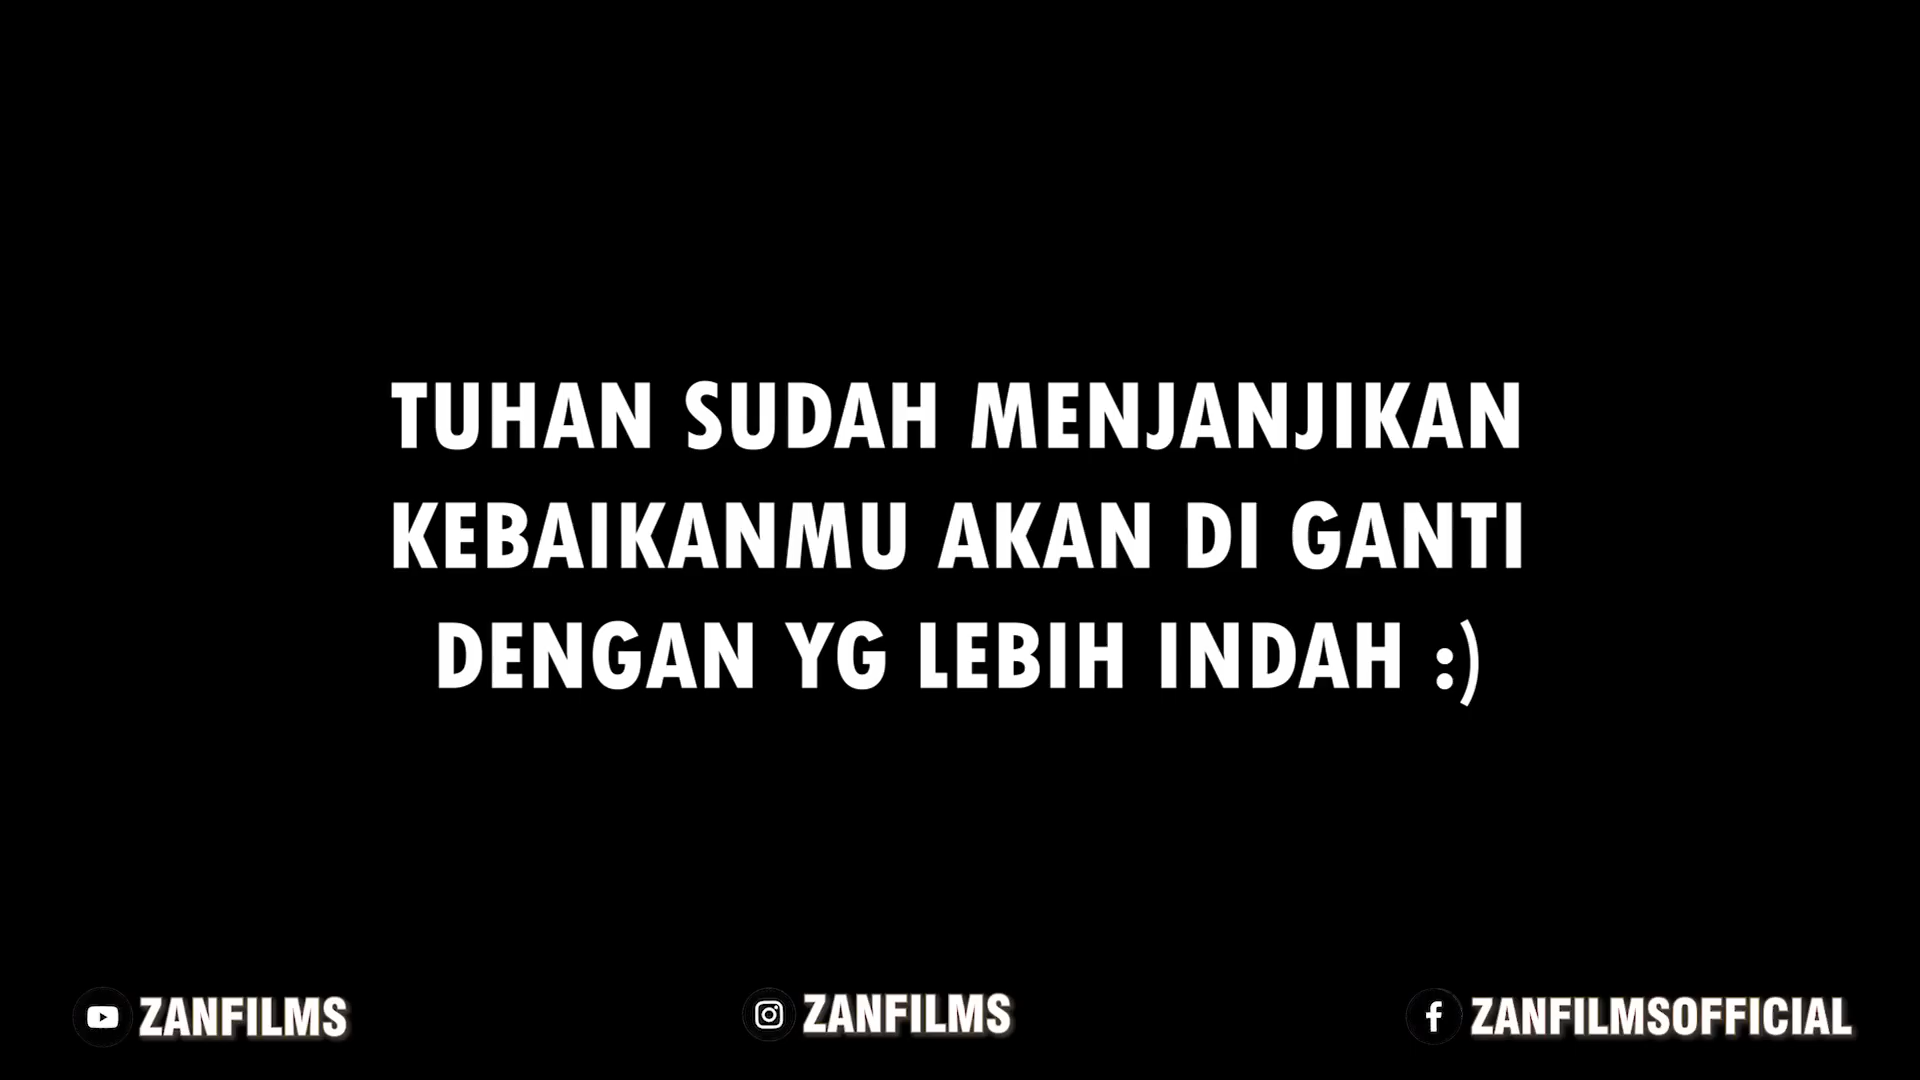 TUHAN SUDAH MENJANJIKAN
KEBAIKANMU AKAN DI GANTI
DENGAN YG LEBIH INDAH :)
ZANFILMS
ZANFILMS
ZANFILMSOFFICIAL